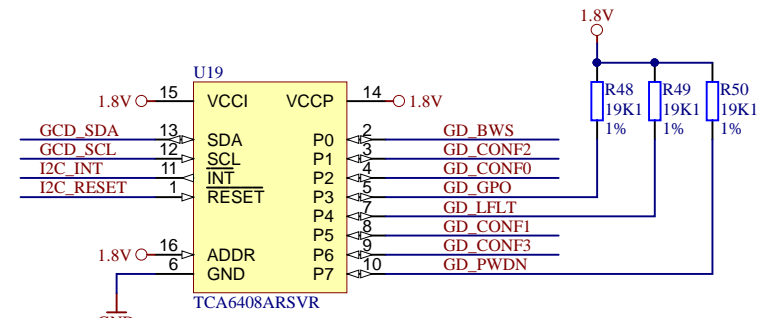 1.8V
U19
R48 R49 R50
15 VCCI VCCP 14
1.8V 1.8V
19K1 19K1 19K1
1% 1% 1%
GCD_SDA 13 SDA P0 2 GD_BWS
GCD_SCL 12 SCL P1 3 GD_CONF2
I2C_INT 11 INT P2 4 GD_CONF0
I2C_RESET 1 RESET P3 5 GD_GPO
P4 7 GD_LFLT
P5 8 GD_CONF1
1.8V 16 ADDR P6 9 GD_CONF3
6 GND P7 10 GD_PWDN
TCA6408ARSVR
GND